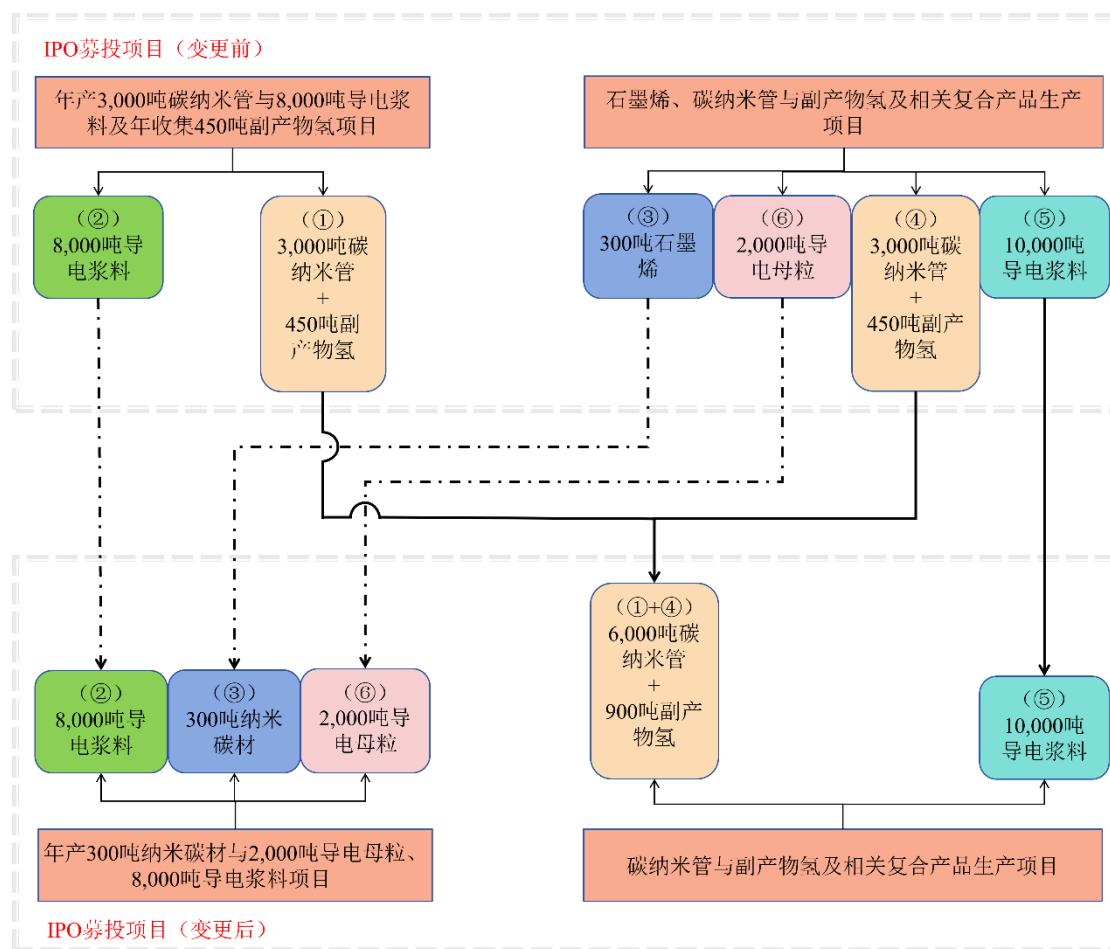 IPO募投项目（变更前）
年产3,000吨碳纳米管与8,000吨导电浆
料及年收集450吨副产物氢项目
石墨烯、碳纳米管与副产物氢及相关复合产品生产
项目
（②）
8,000吨导
电浆料
（①）
3,000吨碳
纳米管
+
450吨副
产物氢
（③）
300吨石墨
烯
（⑥）
2,000吨导
电母粒
（④）
3,000吨碳
纳米管
+
450吨副产
物氢
（⑤）
10,000吨
导电浆料
（②）
8,000吨导
电浆料
（③）
300吨纳米
碳材
（⑥）
2,000吨导
电母粒
（①+④）
6,000吨碳
纳米管
+
900吨副产
物氢
（⑤）
10,000吨
导电浆料
年产300吨纳米碳材与2,000吨导电母粒、
8,000吨导电浆料项目
碳纳米管与副产物氢及相关复合产品生产项目
IPO募投项目（变更后）